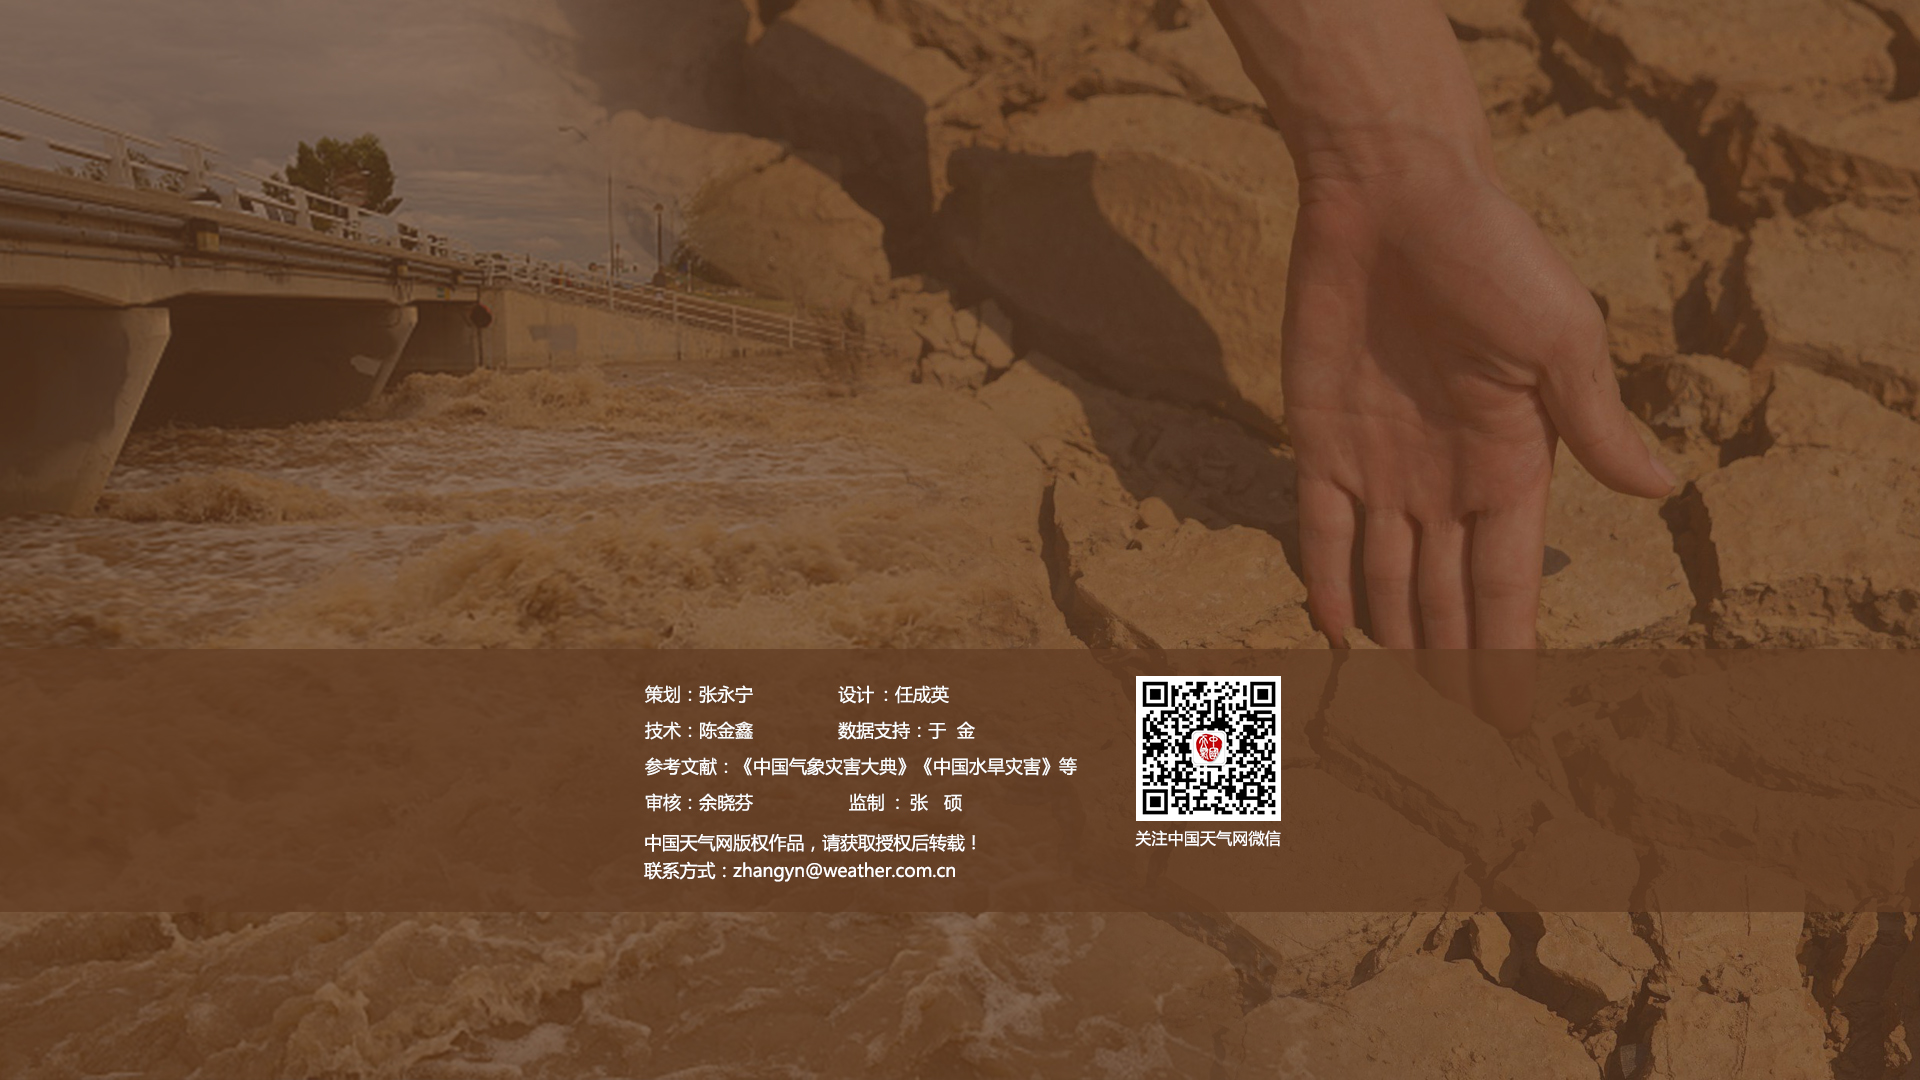 策划：张永宁 设计：任成英
技术：陈金鑫 数据支持：于 金
参考文献：《中国气象灾害大典》《中国水旱灾害》等
审核：余晓芬 监制：张 硕
中国天气网版权作品，请获取授权后转载！
联系方式：zhangyn@weather.com.cn
关注中国天气网微信